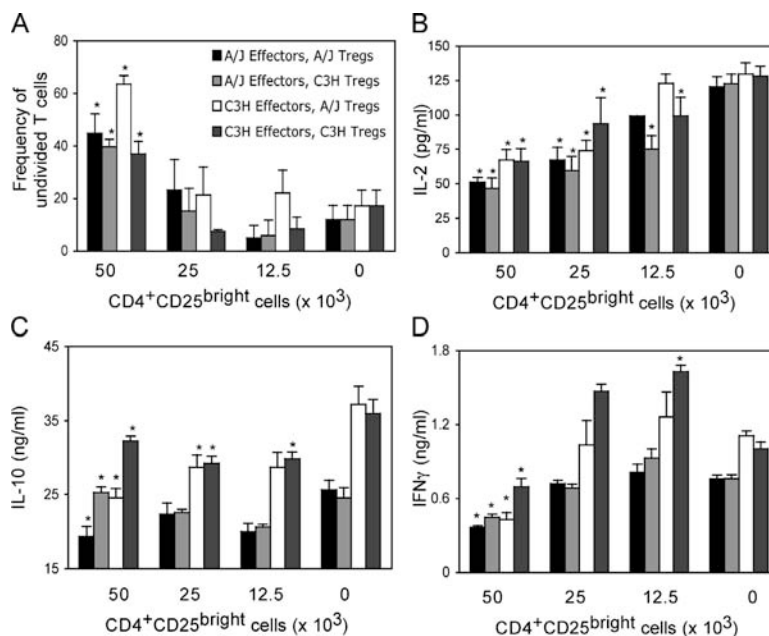 A
Frequency of
undivided T cells
80
60
40
20
0
A/J Effectors, A/J Tregs
A/J Effectors, C3H Tregs
C3H Effectors, A/J Tregs
C3H Effectors, C3H Tregs
* * * *
50 25 12.5 0
CD4+CD25bright cells (x 10³)
B
IL-2 (pg/ml)
150
125
100
75
50
25
0
* * * * * * * * * *
50 25 12.5 0
CD4+CD25bright cells (x 10³)
C
IL-10 (ng/ml)
45
35
25
15
* * * * * * *
50 25 12.5 0
CD4+CD25bright cells (x 10³)
D
IFNγ (ng/ml)
1.8
1.2
0.6
0
* * * * *
50 25 12.5 0
CD4+CD25bright cells (x 10³)